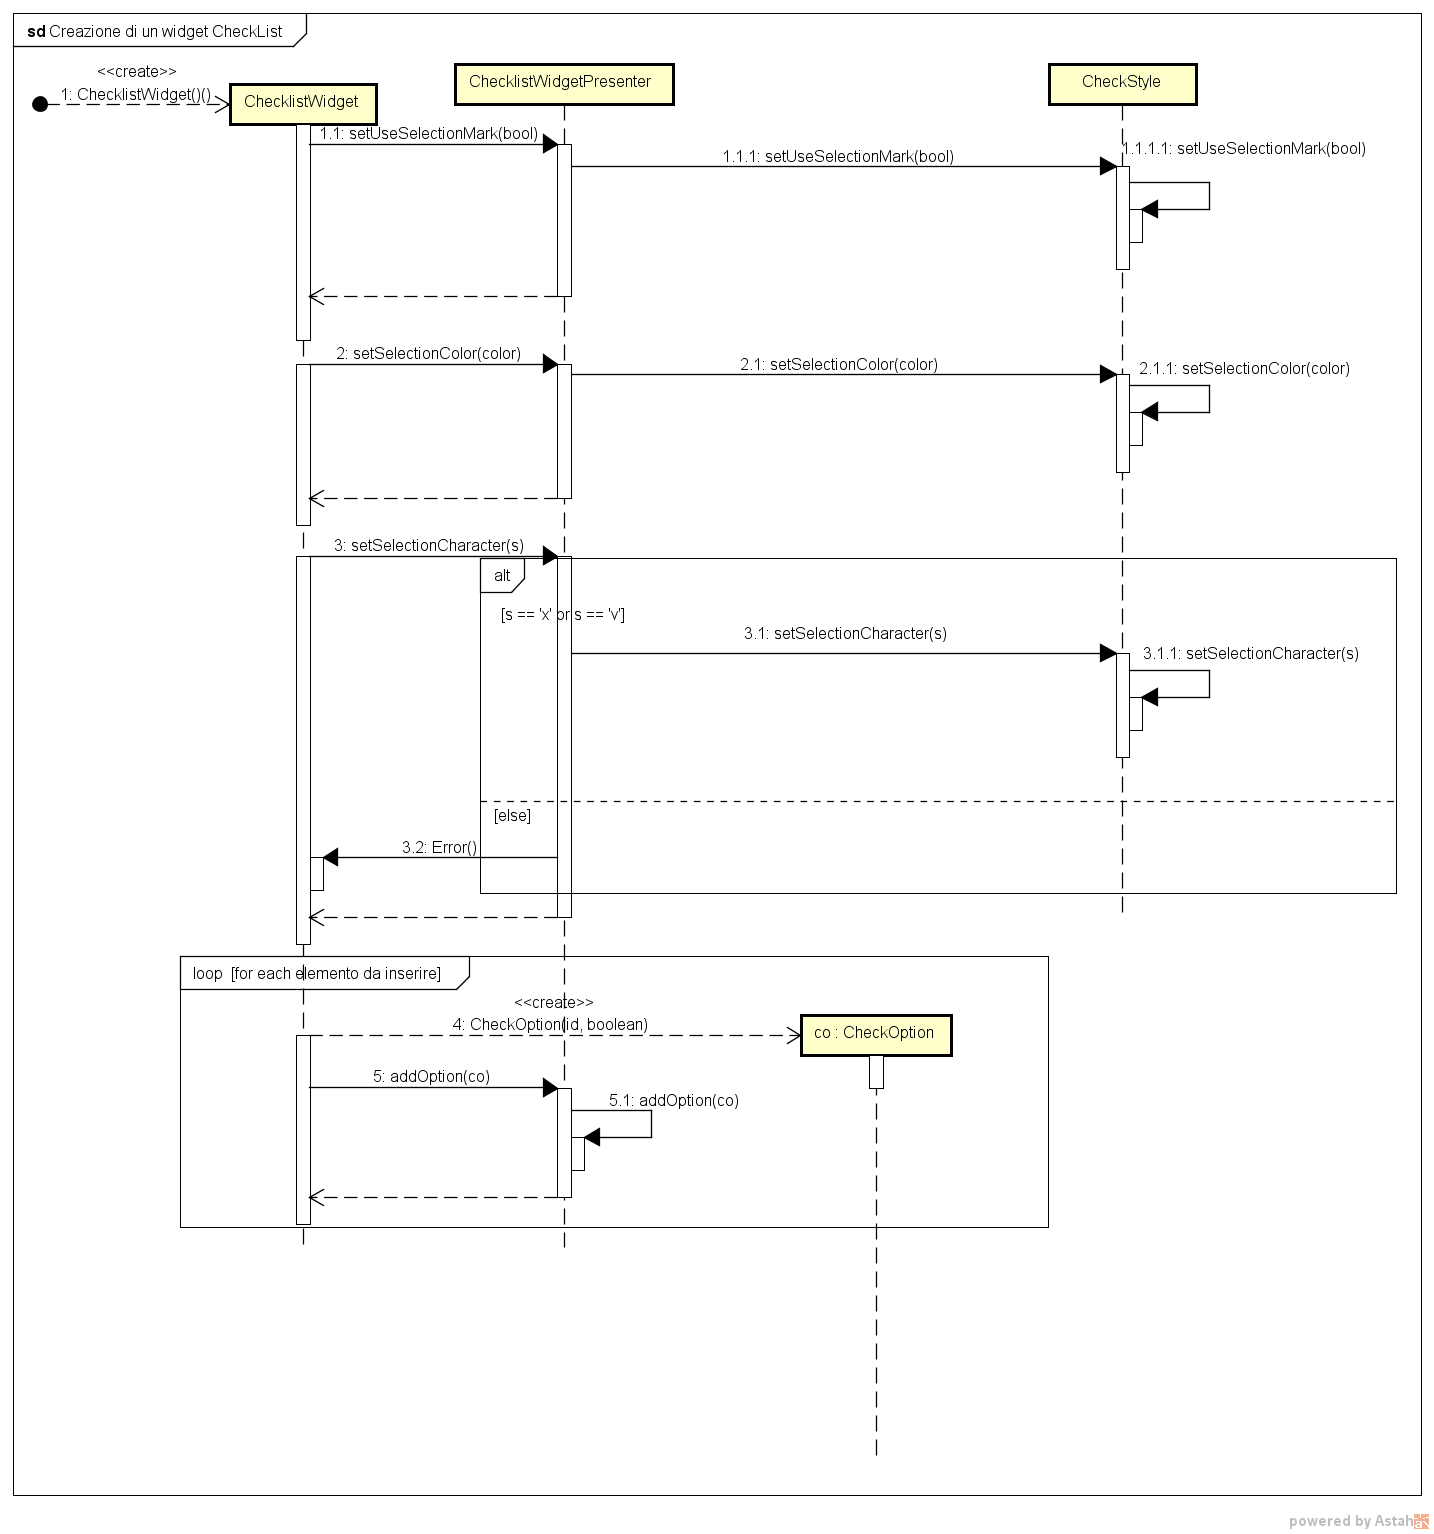 sd Creazione di un widget CheckList
<<create>>
1: ChecklistWidget()()
ChecklistWidget
ChecklistWidgetPresenter
CheckStyle
1.1: setUseSelectionMark(bool)
1.1.1: setUseSelectionMark(bool)
1.1.1.1: setUseSelectionMark(bool)
2: setSelectionColor(color)
2.1: setSelectionColor(color)
2.1.1: setSelectionColor(color)
3: setSelectionCharacter(s)
alt
[s == 'x' or s == 'v']
3.1: setSelectionCharacter(s)
3.1.1: setSelectionCharacter(s)
[else]
3.2: Error()
loop [for each elemento da inserire]
<<create>>
4: CheckOption(id, boolean)
co : CheckOption
5: addOption(co)
5.1: addOption(co)
powered by Astah